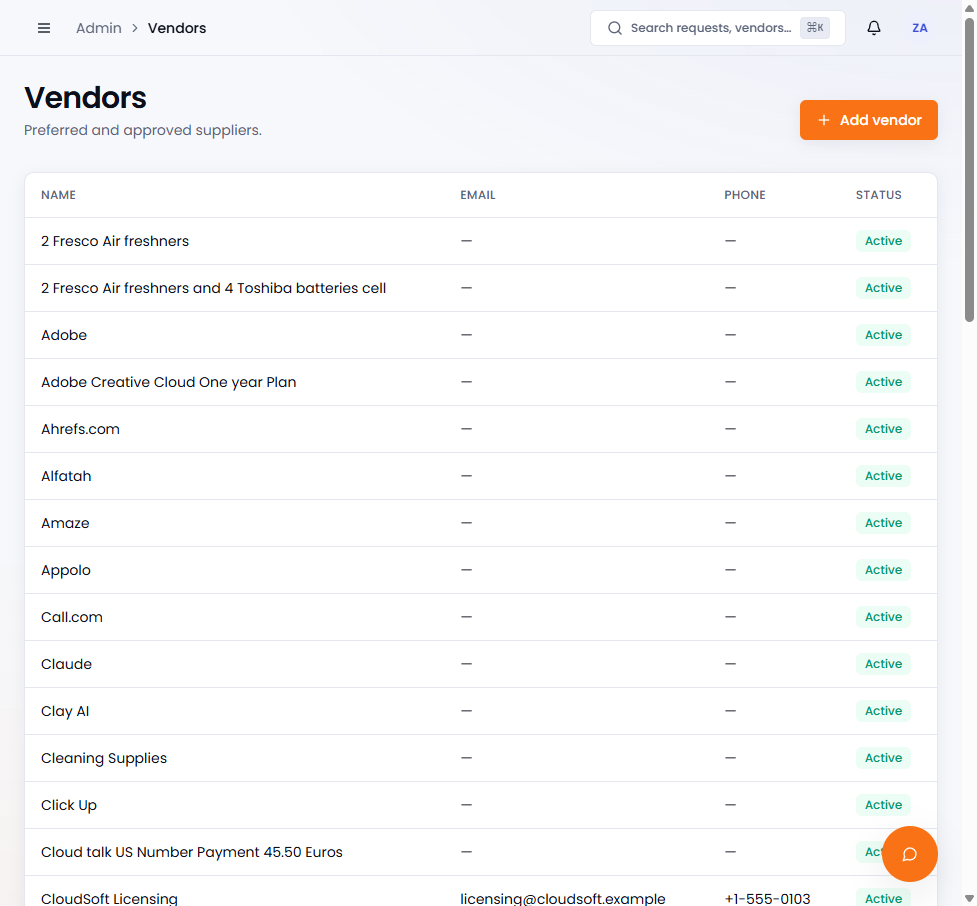 Admin > Vendors
Search requests, vendors... ⌘K
ZA
Vendors
Preferred and approved suppliers.
+ Add vendor
NAME EMAIL PHONE STATUS
2 Fresco Air freshners — — Active
2 Fresco Air freshners and 4 Toshiba batteries cell — — Active
Adobe — — Active
Adobe Creative Cloud One year Plan — — Active
Ahrefs.com — — Active
Alfatah — — Active
Amaze — — Active
Appolo — — Active
Call.com — — Active
Claude — — Active
Clay AI — — Active
Cleaning Supplies — — Active
Click Up — — Active
Cloud talk US Number Payment 45.50 Euros — — Act
CloudSoft Licensing licensing@cloudsoft.example +1-555-0103 Active